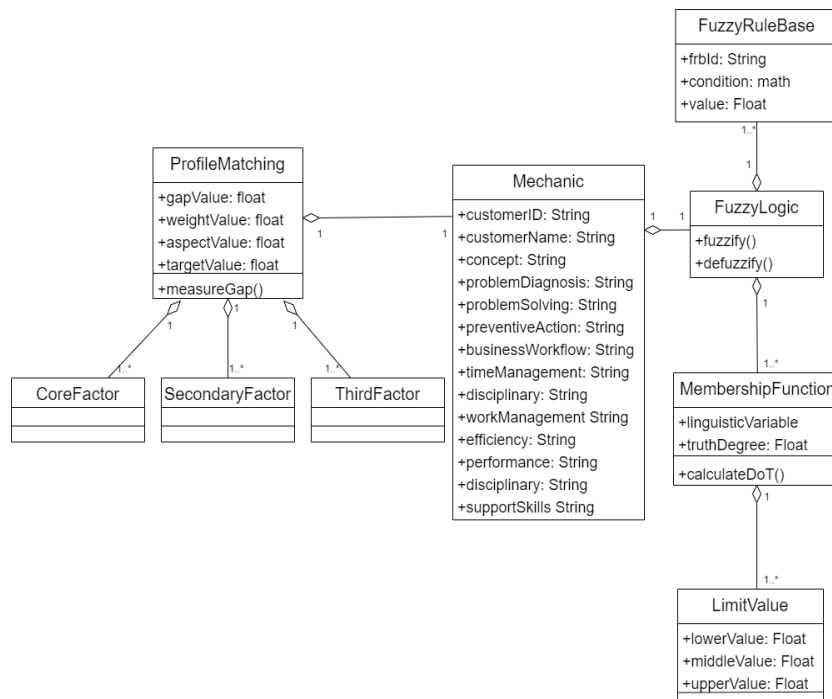 FuzzyRuleBase
+frbId: String
+condition: math
+value: Float
1..*
1
ProfileMatching
+gapValue: float
+weightValue: float
+aspectValue: float
+targetValue: float
+measureGap()
1
1
1
1
1
1..*
1..*
1..*
CoreFactor
SecondaryFactor
ThirdFactor
Mechanic
+customerID: String
+customerName: String
+concept: String
+problemDiagnosis: String
+problemSolving: String
+preventiveAction: String
+businessWorkflow: String
+timeManagement: String
+disciplinary: String
+workManagement String
+efficiency: String
+performance: String
+disciplinary: String
+supportSkills String
1
1
FuzzyLogic
+fuzzify()
+defuzzify()
1
1..*
MembershipFunction
+linguisticVariable
+truthDegree: Float
+calculateDoT()
1
1..*
LimitValue
+lowerValue: Float
+middleValue: Float
+upperValue: Float